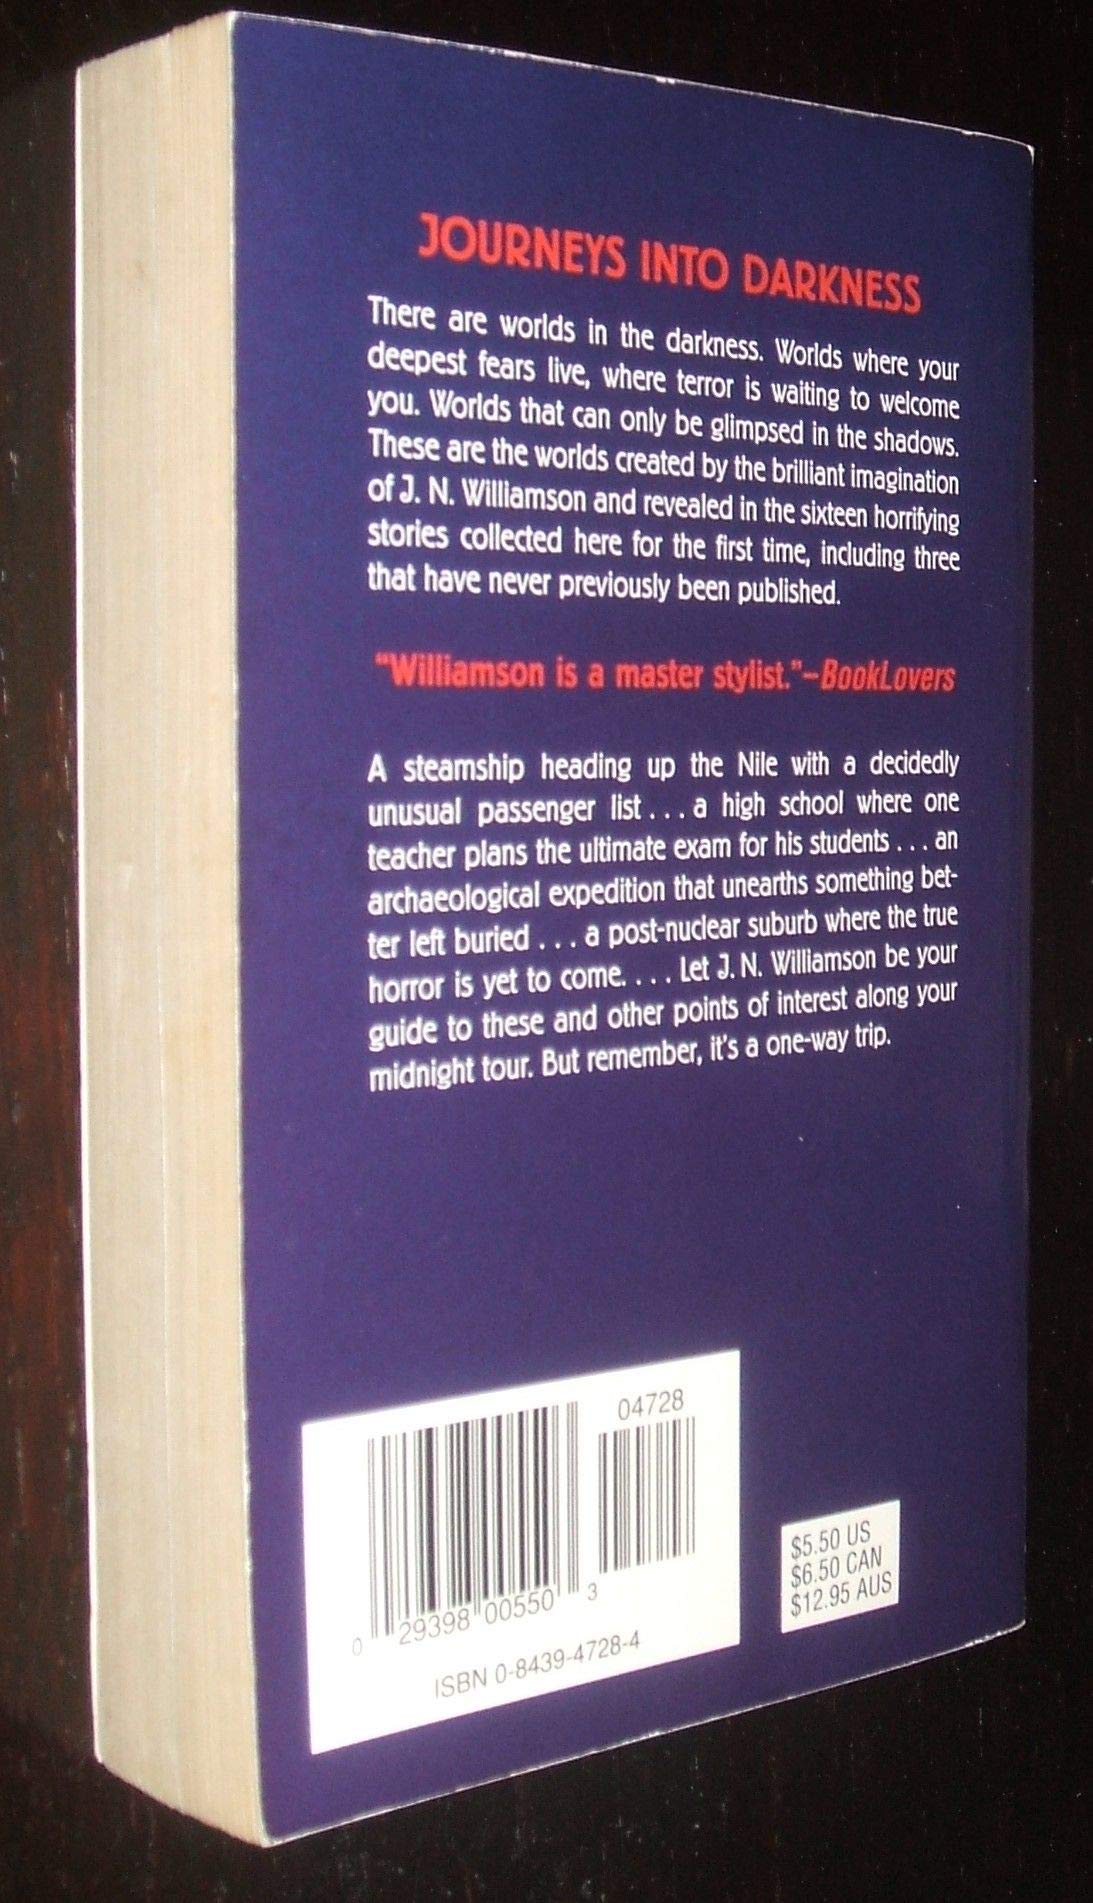 JOURNEYS INTO DARKNESS
There are worlds in the darkness. Worlds where your
deepest fears live, where terror is waiting to welcome
you. Worlds that can only be glimpsed in the shadows.
These are the worlds created by the brilliant imagination
of J. N. Williamson and revealed in the sixteen horrifying
stories collected here for the first time, including three
that have never previously been published.
"Williamson is a master stylist."—BookLovers
A steamship heading up the Nile with a decidedly
unusual passenger list . . . a high school where one
teacher plans the ultimate exam for his students . . . an
archaeological expedition that unearths something bet-
ter left buried . . . a post-nuclear suburb where the true
horror is yet to come. . . . Let J. N. Williamson be your
guide to these and other points of interest along your
midnight tour. But remember, it's a one-way trip.
04728
0 29398 00550 3
ISBN 0-8439-4728-4
$5.50 US
$6.50 CAN
$12.95 AUS